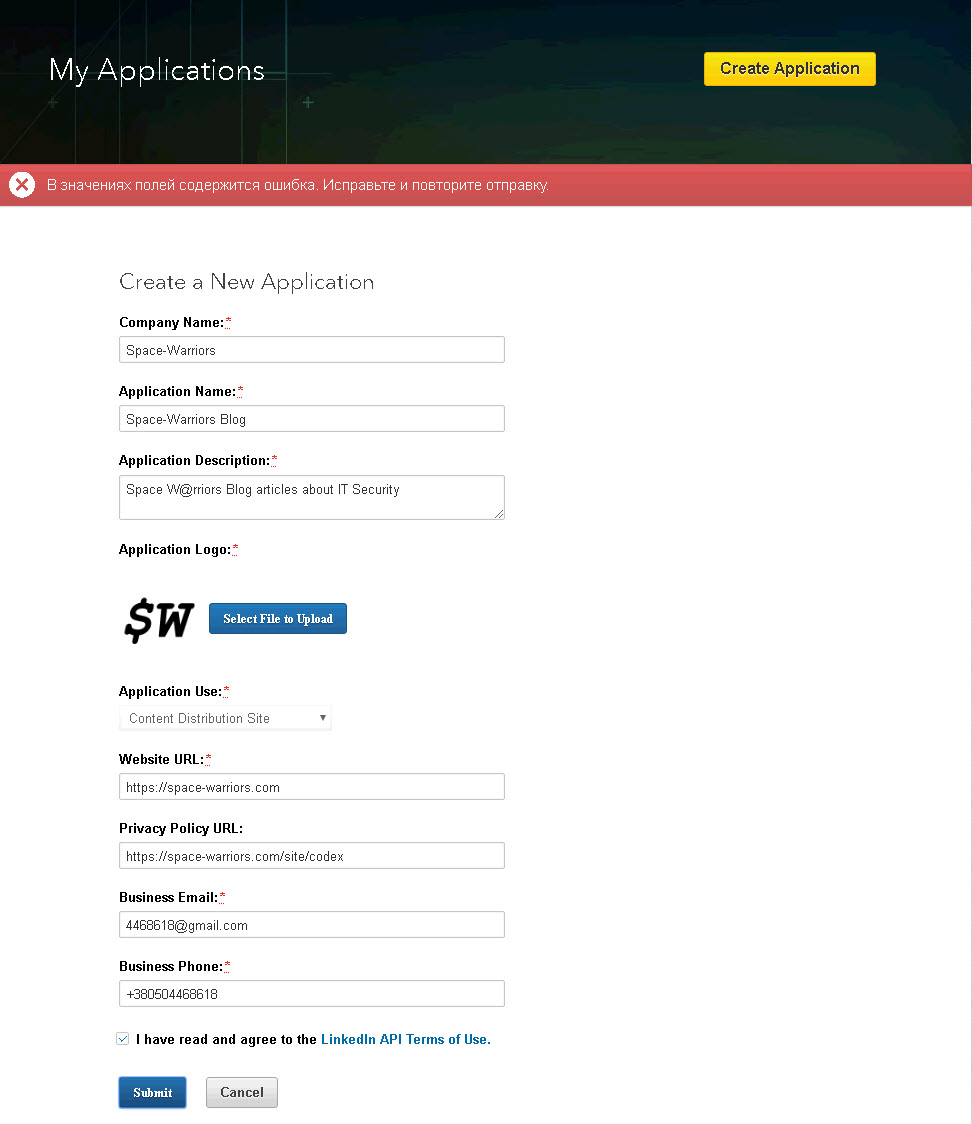 My Applications
Create Application
В значениях полей содержится ошибка. Исправьте и повторите отправку.
Create a New Application
Company Name:*
Space-Warriors
Application Name:*
Space-Warriors Blog
Application Description:*
Space W@rriors Blog articles about IT Security
Application Logo:*
$W
Select File to Upload
Application Use:*
Content Distribution Site
Website URL:*
https://space-warriors.com
Privacy Policy URL:
https://space-warriors.com/site/codex
Business Email:*
4468618@gmail.com
Business Phone:*
+380504468618
I have read and agree to the LinkedIn API Terms of Use.
Submit
Cancel